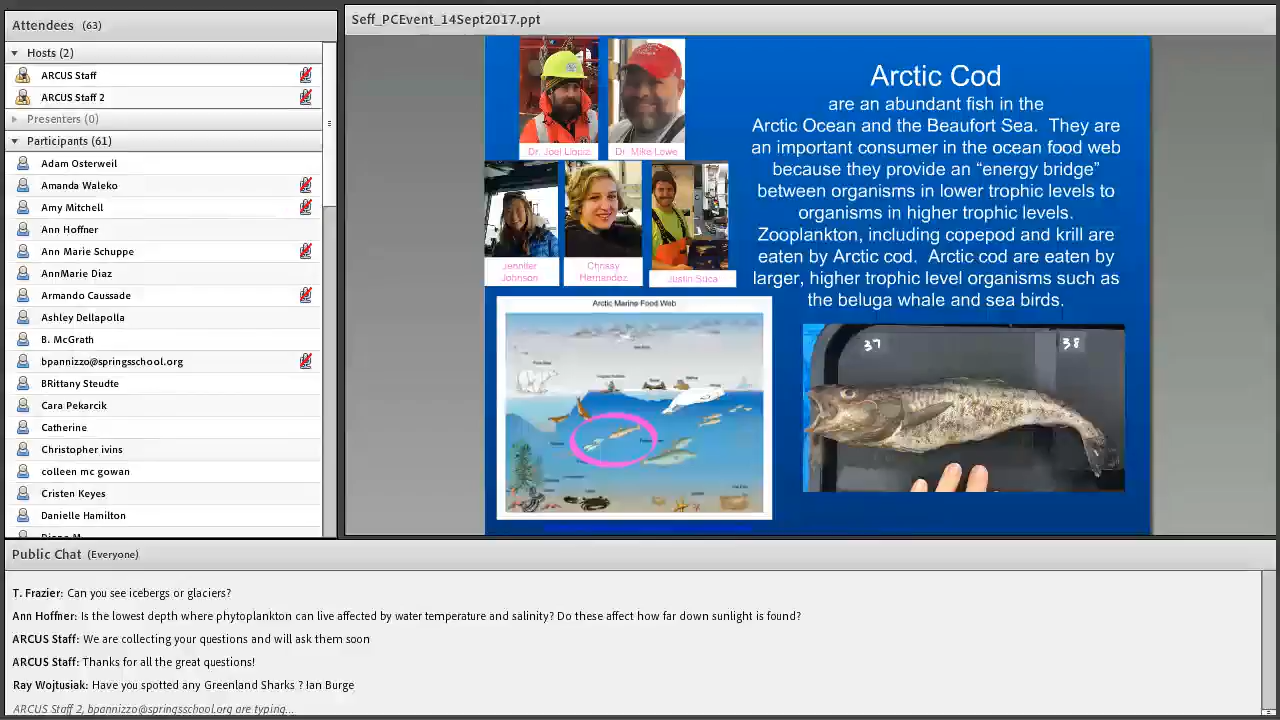 Attendees (63)
Hosts (2)
ARCUS Staff
ARCUS Staff 2
Presenters (0)
Participants (61)
Adam Osterweil
Amanda Waleko
Amy Mitchell
Ann Hoffner
Ann Marie Schuppe
AnnMarie Diaz
Armando Caussade
Ashley Dellapolla
B. McGrath
bpannizzo@springsschool.org
BRittany Steudte
Cara Pekarcik
Catherine
Christopher ivins
colleen mc gowan
Cristen Keyes
Danielle Hamilton
Seff_PCEvent_14Sept2017.ppt
Dr. Joel Llopiz
Dr. Mike Lowe
Jennifer
Johnson
Chrissy
Hernandez
Justin Suca
Arctic Cod
are an abundant fish in the
Arctic Ocean and the Beaufort Sea. They are
an important consumer in the ocean food web
because they provide an “energy bridge”
between organisms in lower trophic levels to
organisms in higher trophic levels.
Zooplankton, including copepod and krill are
eaten by Arctic cod. Arctic cod are eaten by
larger, higher trophic level organisms such as
the beluga whale and sea birds.
Arctic Marine Food Web
37
38
Public Chat (Everyone)
T. Frazier: Can you see icebergs or glaciers?
Ann Hoffner: Is the lowest depth where phytoplankton can live affected by water temperature and salinity? Do these affect how far down sunlight is found?
ARCUS Staff: We are collecting your questions and will ask them soon
ARCUS Staff: Thanks for all the great questions!
Ray Wojtusiak: Have you spotted any Greenland Sharks ? Ian Burge
ARCUS Staff 2, bpannizzo@springsschool.org are typing...